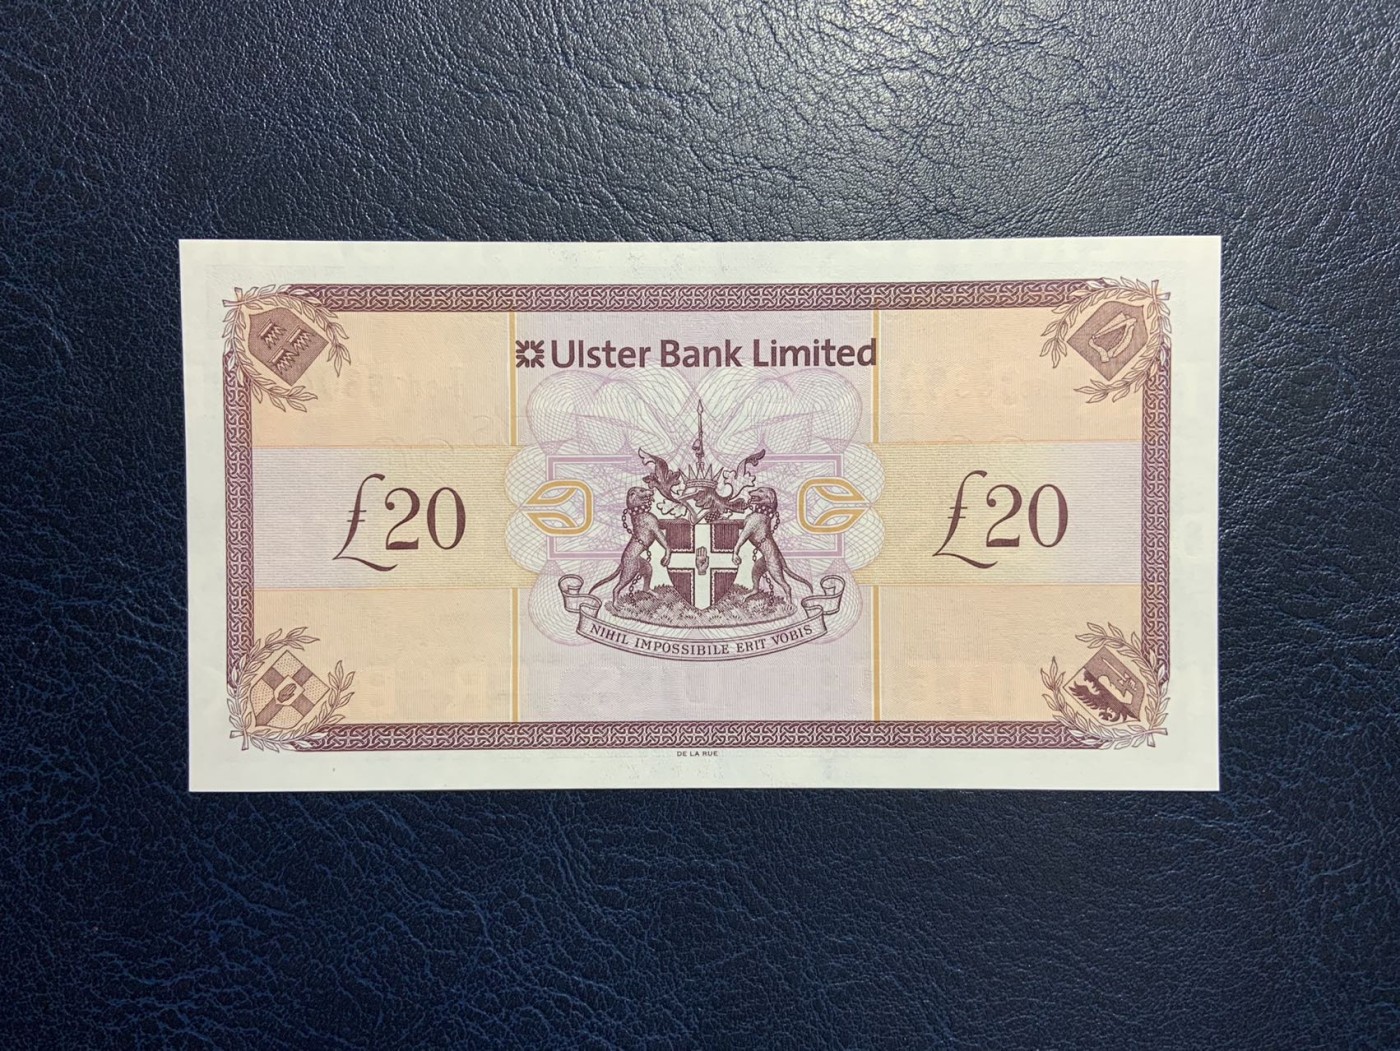 Ulster Bank Limited
£20
£20
NIHIL IMPOSSIBILE ERIT VOBIS
DE LA RUE